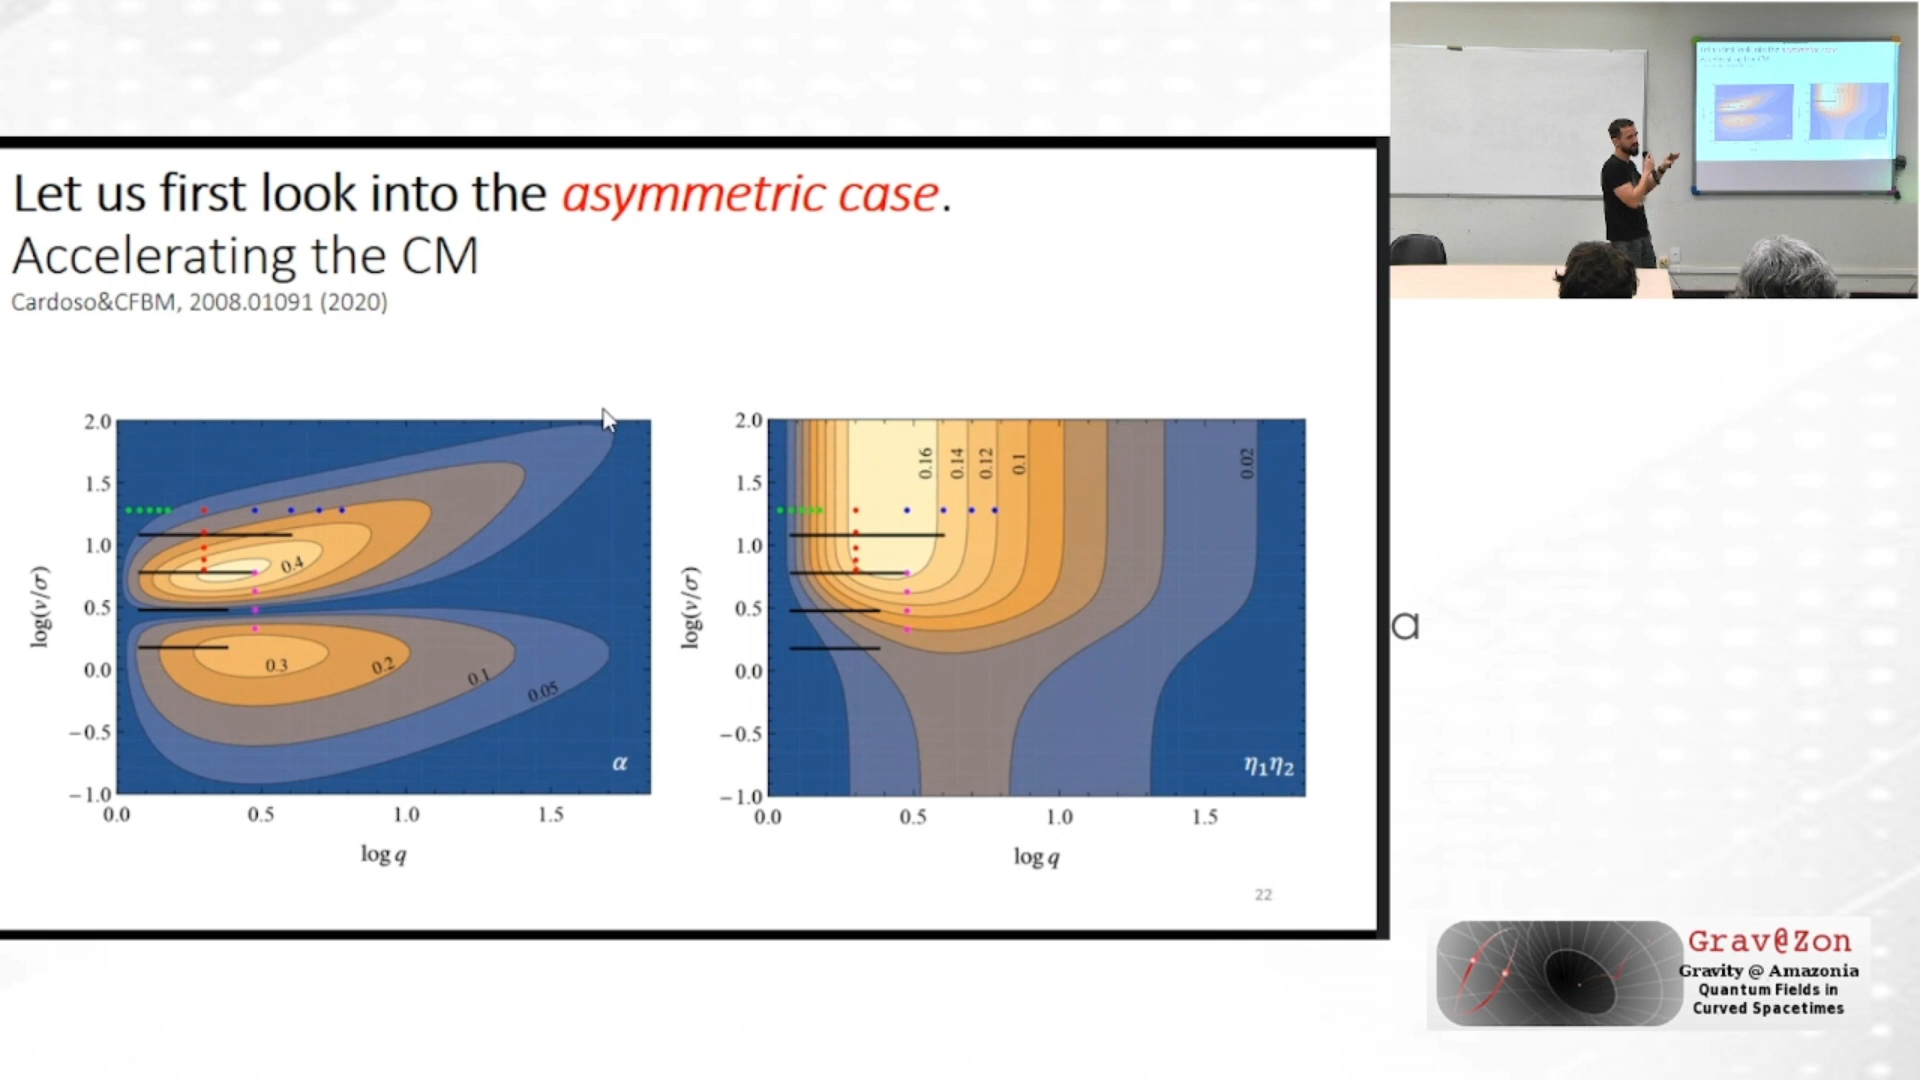 Let us first look into the asymmetric case.
Accelerating the CM
Cardoso&CFBM, 2008.01091 (2020)
2.0
1.5
1.0
0.5
0.0
−0.5
−1.0
log(v/σ)
0.4
0.3
0.2
0.1
0.05
α
0.0 0.5 1.0 1.5
log q
2.0
1.5
1.0
0.5
0.0
−0.5
−1.0
log(v/σ)
0.16 0.14 0.12 0.1 0.02
η₁η₂
0.0 0.5 1.0 1.5
log q
22
a
Grav@Zon
Gravity @ Amazonia
Quantum Fields in
Curved Spacetimes